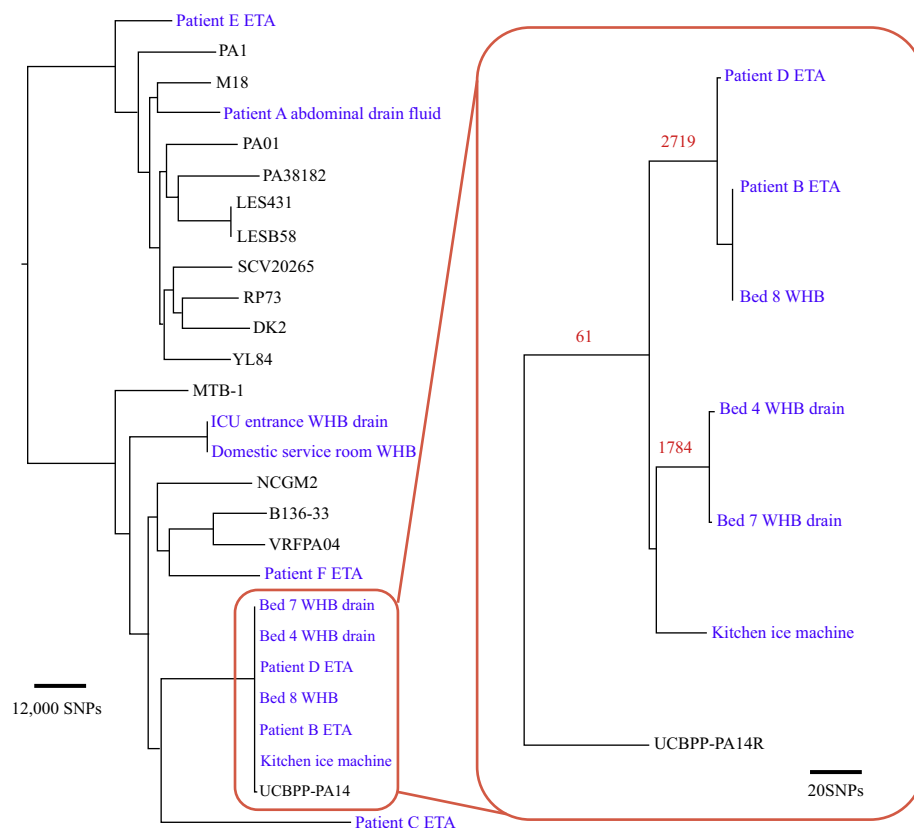 Patient E ETA
PA1
M18
Patient A abdominal drain fluid
PA01
PA38182
LES431
LESB58
SCV20265
RP73
DK2
YL84
MTB-1
ICU entrance WHB drain
Domestic service room WHB
NCGM2
B136-33
VRFPA04
Patient F ETA
Bed 7 WHB drain
Bed 4 WHB drain
Patient D ETA
Bed 8 WHB
Patient B ETA
Kitchen ice machine
UCBPP-PA14
Patient C ETA
12,000 SNPs
Patient D ETA
2719
Patient B ETA
Bed 8 WHB
61
Bed 4 WHB drain
1784
Bed 7 WHB drain
Kitchen ice machine
UCBPP-PA14R
20SNPs